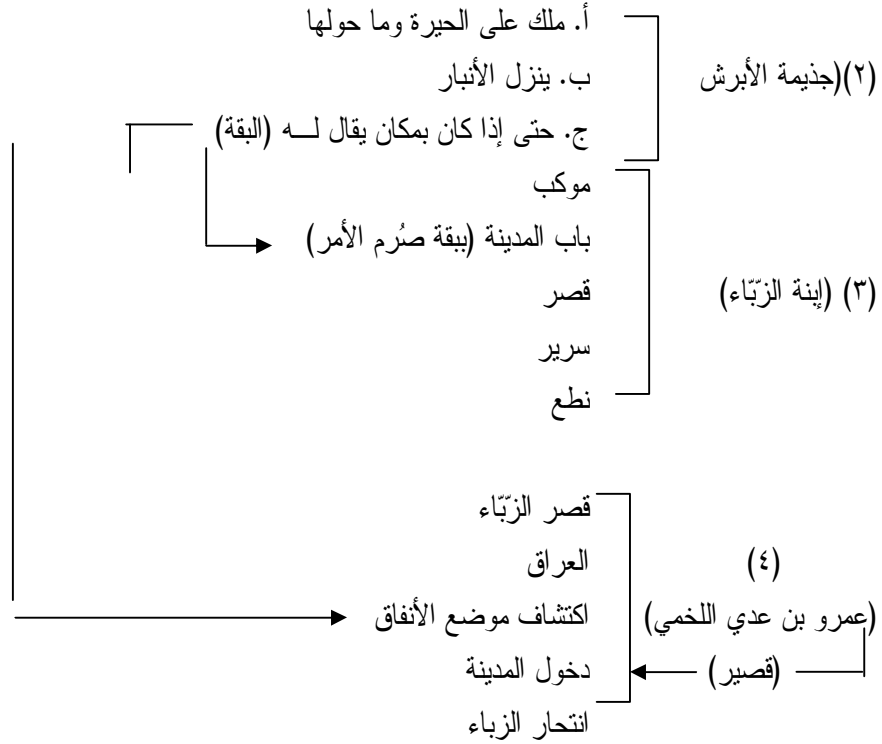 أ. ملك على الحيرة وما حولها
(٢)(جذيمة الأبرش
ب. ينزل الأنبار
ج. حتى إذا كان بمكان يقال لـــه (البقة)
موكب
باب المدينة (ببقة صُرم الأمر)
(٣) (إبنة الزّبّاء)
قصر
سرير
نطع
قصر الزّبّاء
العراق
(٤)
(عمرو بن عدي اللخمي)
اكتشاف موضع الأنفاق
(قصير)
دخول المدينة
انتحار الزباء